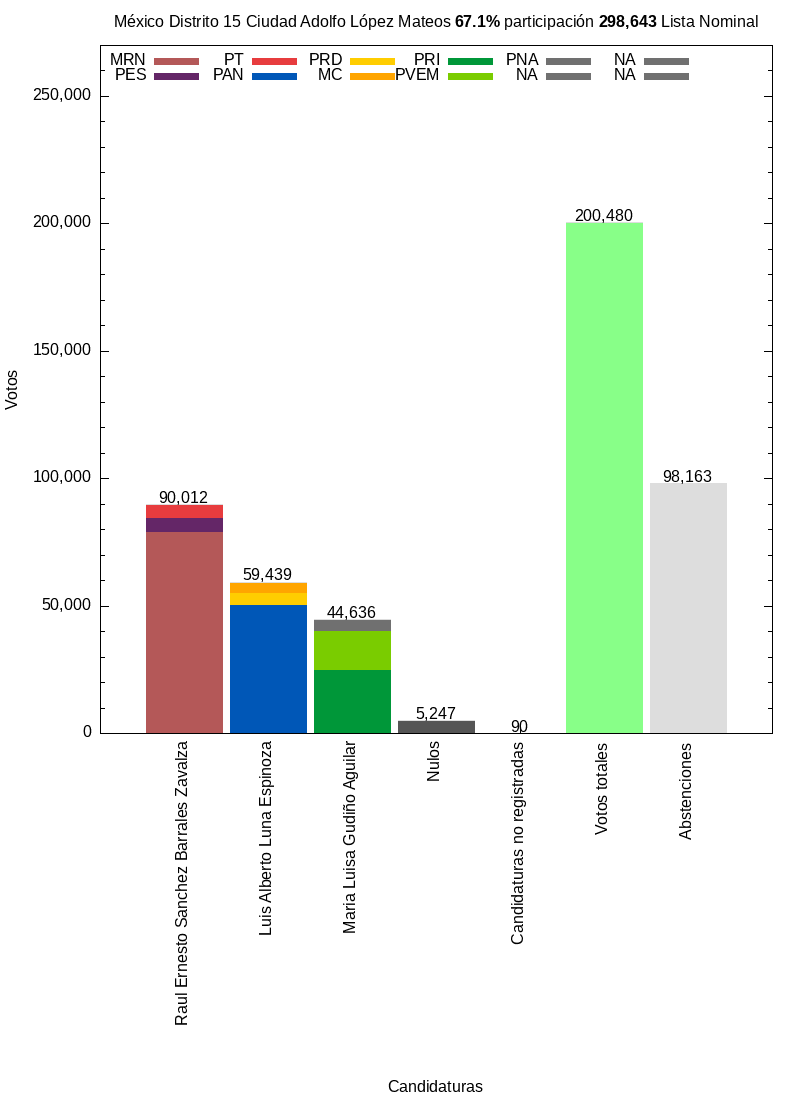 México Distrito 15 Ciudad Adolfo López Mateos 67.1% participación 298,643 Lista Nominal
MRN PT PRD PRI PNA NA
PES PAN MC PVEM NA NA
250,000
200,000
150,000
100,000
50,000
0
Votos
90,012
59,439
44,636
5,247
90
200,480
98,163
Raul Ernesto Sanchez Barrales Zavalza
Luis Alberto Luna Espinoza
Maria Luisa Gudiño Aguilar
Nulos
Candidaturas no registradas
Votos totales
Abstenciones
Candidaturas